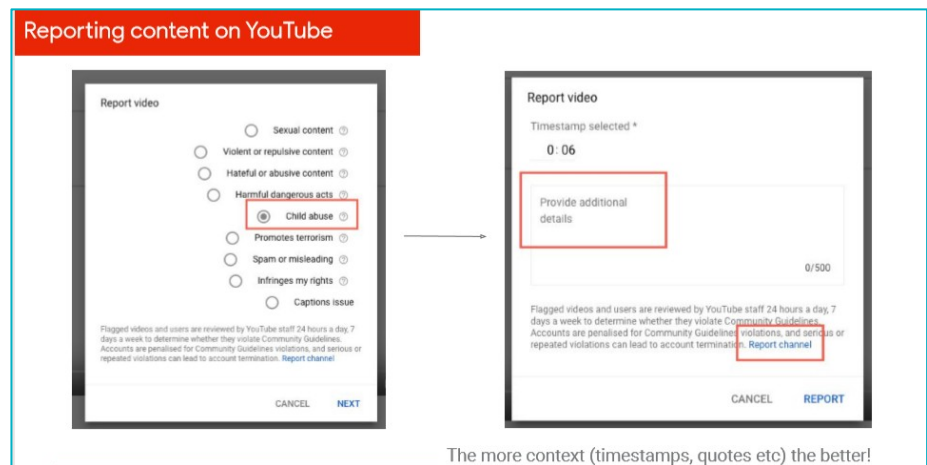 Reporting content on YouTube
Report video
Sexual content
Violent or repulsive content
Hateful or abusive content
Harmful dangerous acts
Child abuse
Promotes terrorism
Spam or misleading
Infringes my rights
Captions issue
Flagged videos and users are reviewed by YouTube staff 24 hours a day, 7
days a week to determine whether they violate Community Guidelines.
Accounts are penalised for Community Guidelines violations, and serious or
repeated violations can lead to account termination. Report channel
CANCEL NEXT
Report video
Timestamp selected *
0:06
Provide additional
details
0/500
Flagged videos and users are reviewed by YouTube staff 24 hours a day, 7
days a week to determine whether they violate Community Guidelines.
Accounts are penalised for Community Guidelines violations, and serious or
repeated violations can lead to account termination. Report channel
CANCEL REPORT
The more context (timestamps, quotes etc) the better!